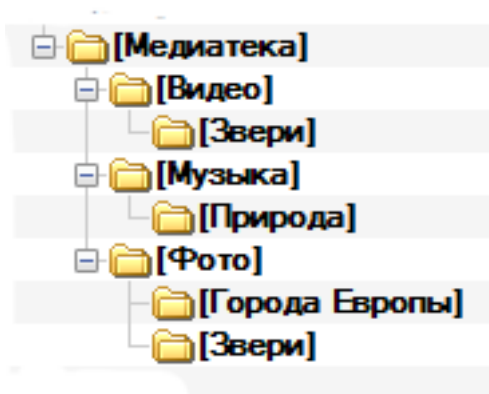 [Медиатека]
[Видео]
[Звери]
[Музыка]
[Природа]
[Фото]
[Города Европы]
[Звери]